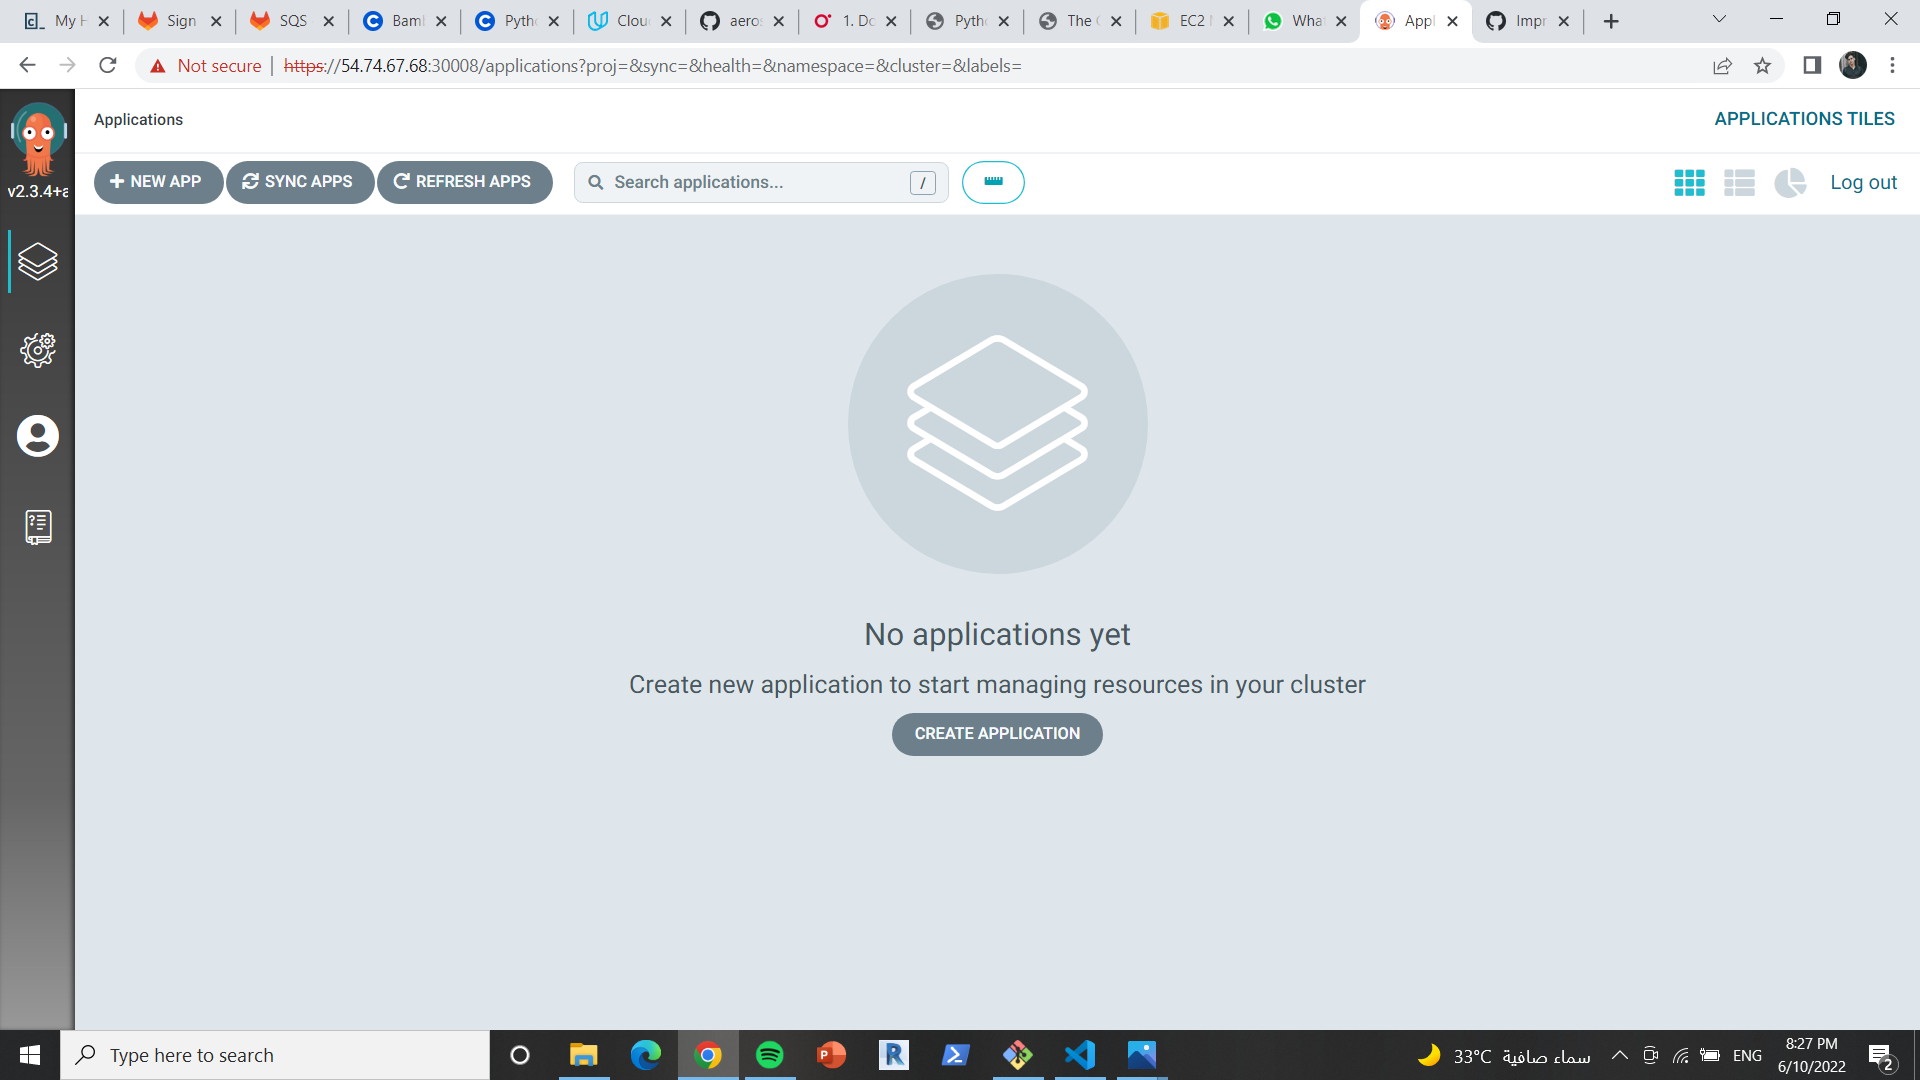 My H
Sign
SQS
Bam
Pyth
Clou
aeros
1. Do
Pyth
The
EC2
What
Appl
Impr
Not secure | https://54.74.67.68:30008/applications?proj=&sync=&health=&namespace=&cluster=&labels=
Applications
APPLICATIONS TILES
v2.3.4+a
NEW APP
SYNC APPS
REFRESH APPS
Search applications...
/
Log out
No applications yet
Create new application to start managing resources in your cluster
CREATE APPLICATION
Type here to search
33°C سماء صافية
ENG
8:27 PM
6/10/2022
2